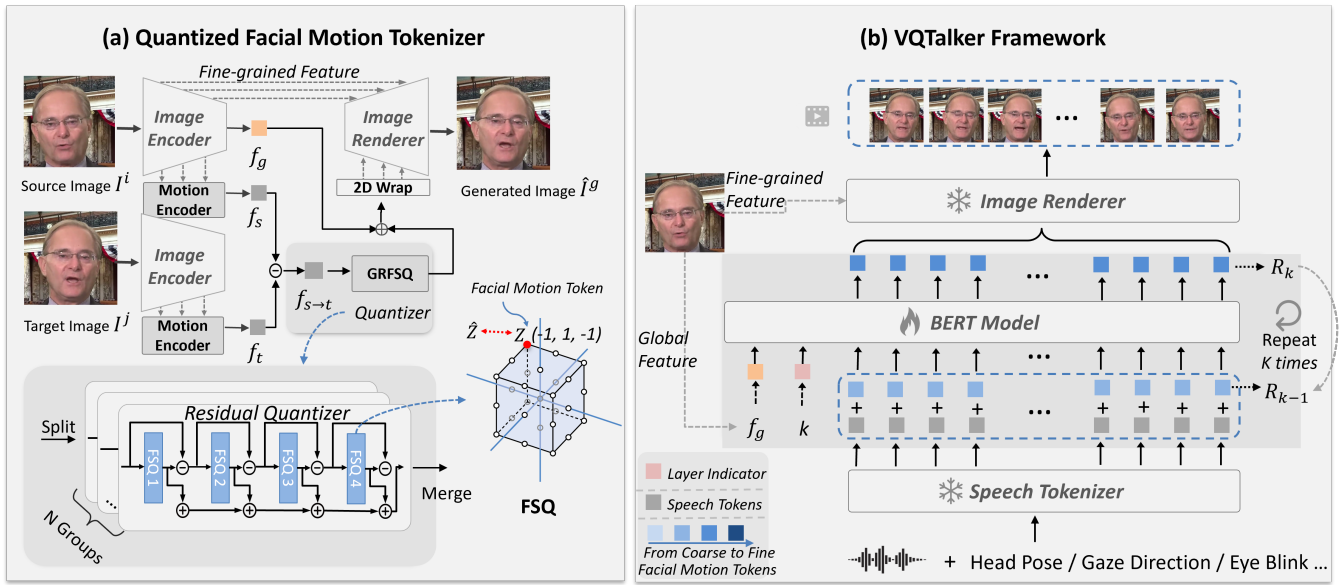 (a) Quantized Facial Motion Tokenizer
Fine-grained Feature
Image
Encoder
f_g
Image
Renderer
Source Image I^i
Motion
Encoder
f_s
2D Wrap
Generated Image Î^g
Image
Encoder
f_{s→t}
GRFSQ
Quantizer
Target Image I^j
Motion
Encoder
f_t
Facial Motion Token
Ẑ
Z (-1, 1, -1)
Split
Residual Quantizer
FSQ 1
FSQ 2
FSQ 3
FSQ 4
...
N Groups
Merge
FSQ
(b) VQTalker Framework
...
Fine-grained
Feature
Image Renderer
...
R_k
BERT Model
Repeat
K times
Global
Feature
...
R_{k-1}
+ + + + ... + + + +
f_g
k
Layer Indicator
Speech Tokens
From Coarse to Fine
Facial Motion Tokens
Speech Tokenizer
+ Head Pose / Gaze Direction / Eye Blink ...